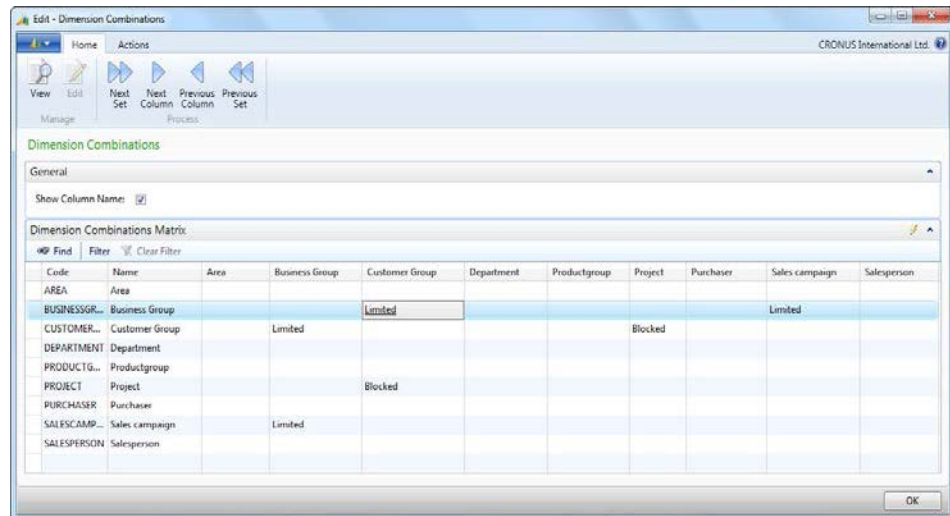 Edit - Dimension Combinations
Home Actions CRONUS International Ltd.
View Edit Next Set Next Column Previous Column Previous Set
Manage Process
Dimension Combinations
General
Show Column Name:
Dimension Combinations Matrix
Find Filter Clear Filter
Code Name Area Business Group Customer Group Department Productgroup Project Purchaser Sales campaign Salesperson
AREA Area
BUSINESSGR... Business Group Limited Limited
CUSTOMER... Customer Group Limited Blocked
DEPARTMENT Department
PRODUCTG... Productgroup
PROJECT Project Blocked
PURCHASER Purchaser
SALESCAMP... Sales campaign Limited
SALESPERSON Salesperson
OK